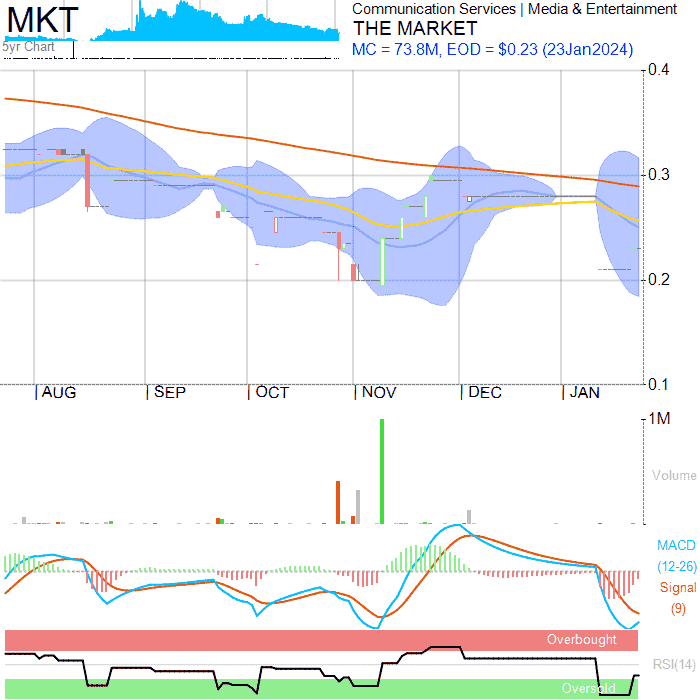 MKT
5yr Chart
Communication Services | Media & Entertainment
THE MARKET
MC = 73.8M, EOD = $0.23 (23Jan2024)
0.4
0.3
0.2
0.1
AUG SEP OCT NOV DEC JAN
1M
Volume
MACD
(12-26)
Signal
(9)
Overbought
RSI(14)
Oversold